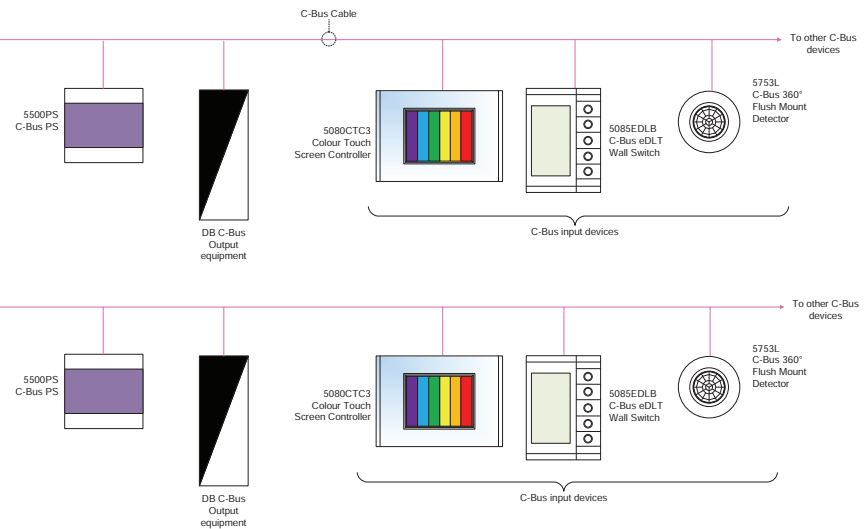 C-Bus Cable
To other C-Bus
devices
5500PS
C-Bus PS
DB C-Bus
Output
equipment
5080CTC3
Colour Touch
Screen Controller
5085EDLB
C-Bus eDLT
Wall Switch
5753L
C-Bus 360°
Flush Mount
Detector
C-Bus input devices
To other C-Bus
devices
5500PS
C-Bus PS
DB C-Bus
Output
equipment
5080CTC3
Colour Touch
Screen Controller
5085EDLB
C-Bus eDLT
Wall Switch
5753L
C-Bus 360°
Flush Mount
Detector
C-Bus input devices